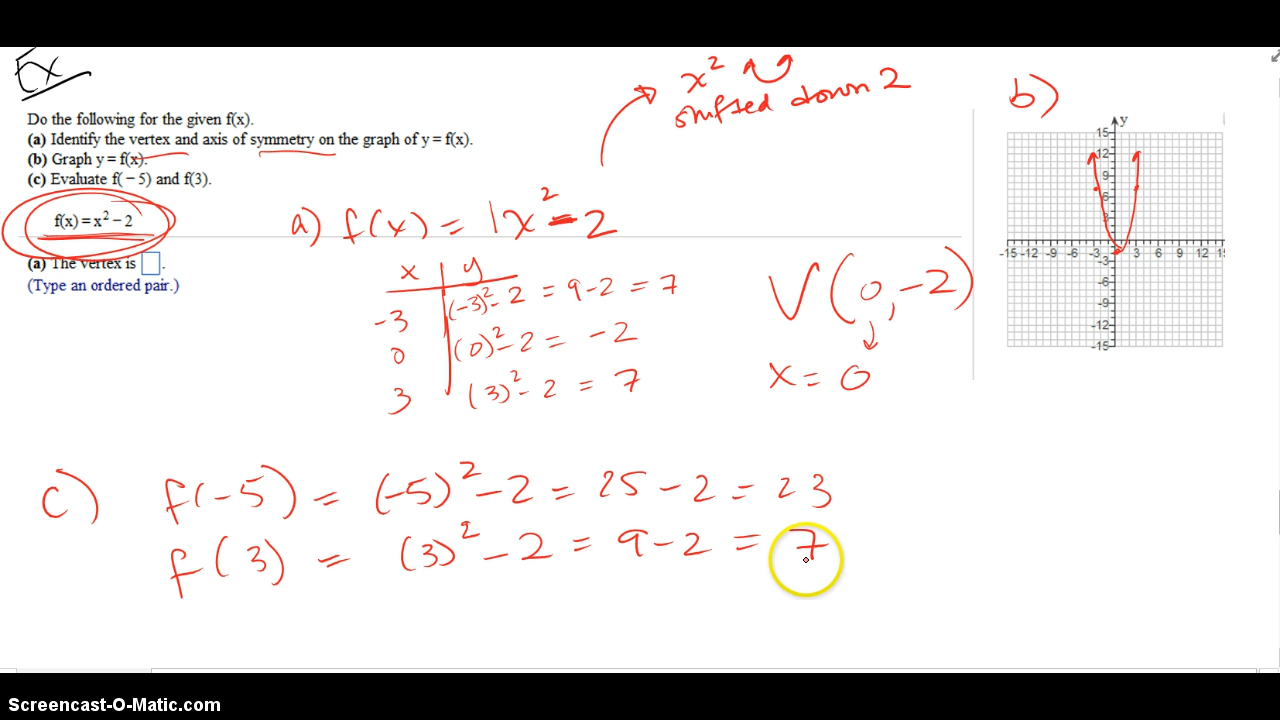 Ex
x² shifted down 2
Do the following for the given f(x).
(a) Identify the vertex and axis of symmetry on the graph of y = f(x).
(b) Graph y = f(x).
(c) Evaluate f( − 5) and f(3).
f(x) = x² − 2
(a) The vertex is .
(Type an ordered pair.)
a) f(x) = 1x² − 2
x y
-3 (-3)² - 2 = 9 - 2 = 7
0 (0)² - 2 = -2
3 (3)² - 2 = 7
V (0, -2)
x = 0
b)
y
15
12
9
6
3
-15 -12 -9 -6 -3 3 6 9 12 15
-3
-6
-9
-12
-15
c) f(-5) = (-5)² - 2 = 25 - 2 = 23
f(3) = (3)² - 2 = 9 - 2 = 7
Screencast-O-Matic.com